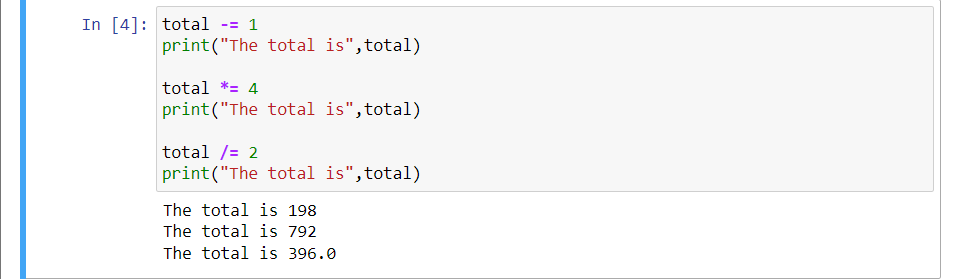 In [4]: total -= 1
print("The total is",total)
total *= 4
print("The total is",total)
total /= 2
print("The total is",total)
The total is 198
The total is 792
The total is 396.0